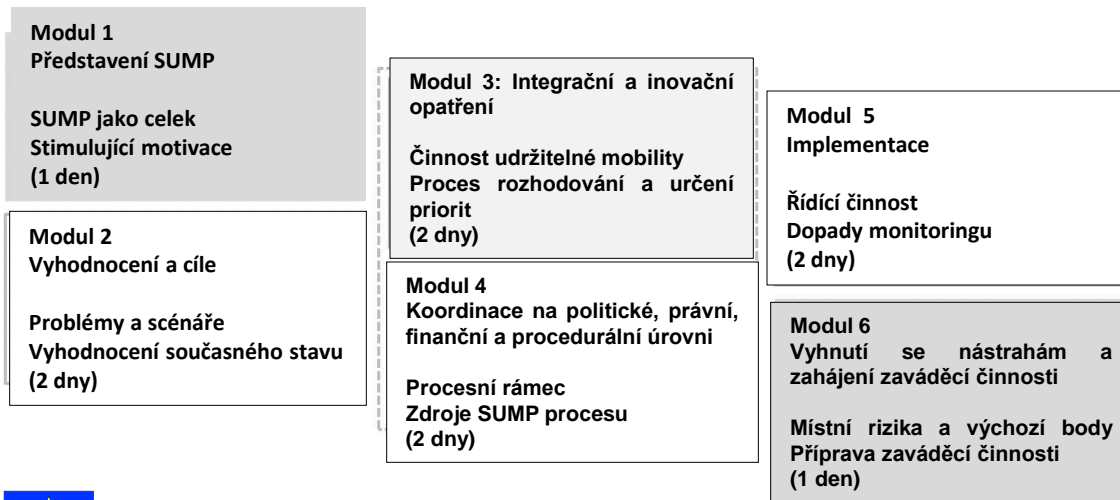 Modul 1
Představení SUMP
SUMP jako celek
Stimulující motivace
(1 den)
Modul 2
Vyhodnocení a cíle
Problémy a scénáře
Vyhodnocení současného stavu
(2 dny)
Modul 3: Integrační a inovační
opatření
Činnost udržitelné mobility
Proces rozhodování a určení
priorit
(2 dny)
Modul 4
Koordinace na politické, právní,
finanční a procedurální úrovni
Procesní rámec
Zdroje SUMP procesu
(2 dny)
Modul 5
Implementace
Řídící činnost
Dopady monitoringu
(2 dny)
Modul 6
Vyhnutí se nástrahám a
zahájení zaváděcí činnosti
Místní rizika a výchozí body
Příprava zaváděcí činnosti
(1 den)